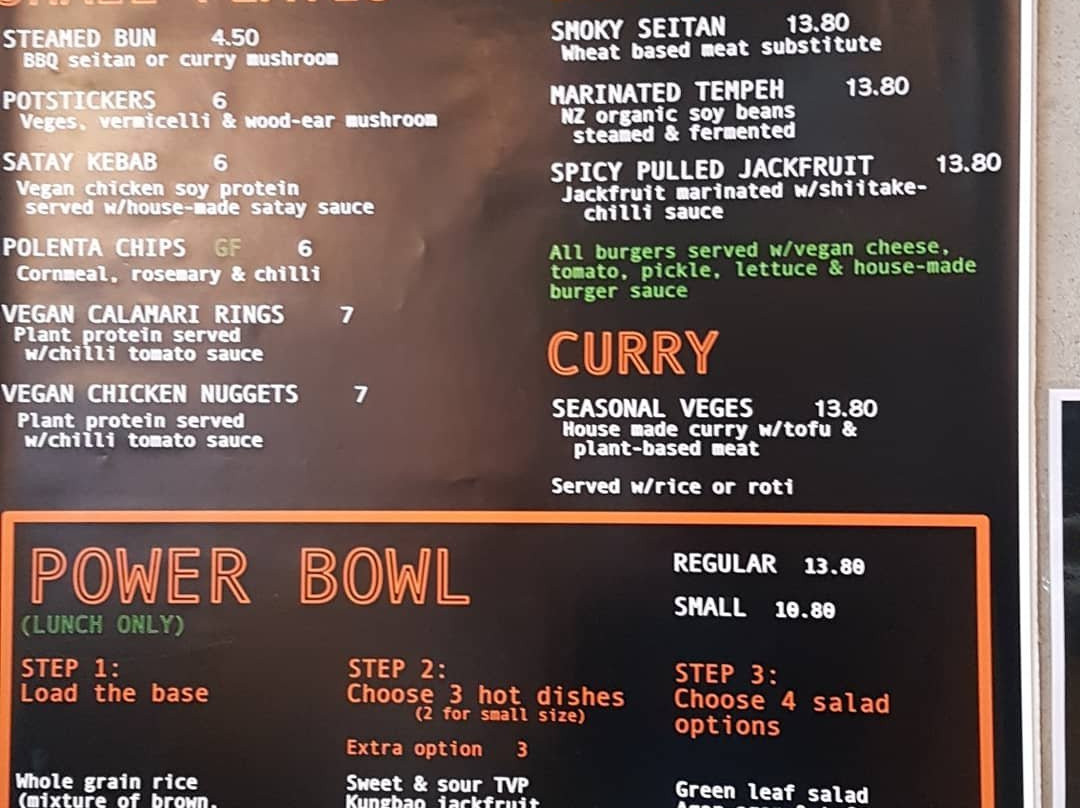 STEAMED BUN 4.50
BBQ seitan or curry mushroom
POTSTICKERS 6
Veges, vermicelli & wood-ear mushroom
SATAY KEBAB 6
Vegan chicken soy protein
served w/house-made satay sauce
POLENTA CHIPS GF 6
Cornmeal, rosemary & chilli
VEGAN CALAMARI RINGS 7
Plant protein served
w/chilli tomato sauce
VEGAN CHICKEN NUGGETS 7
Plant protein served
w/chilli tomato sauce
SMOKY SEITAN 13.80
Wheat based meat substitute
MARINATED TEMPEH 13.80
NZ organic soy beans
steamed & fermented
SPICY PULLED JACKFRUIT 13.80
Jackfruit marinated w/shiitake-
chilli sauce
All burgers served w/vegan cheese,
tomato, pickle, lettuce & house-made
burger sauce
CURRY
SEASONAL VEGES 13.80
House made curry w/tofu &
plant-based meat
Served w/rice or roti
POWER BOWL
(LUNCH ONLY)
REGULAR 13.80
SMALL 10.80
STEP 1:
Load the base
Whole grain rice
(mixture of brown,
STEP 2:
Choose 3 hot dishes
(2 for small size)
Extra option 3
Sweet & sour TVP
Kungbao jackfruit
STEP 3:
Choose 4 salad
options
Green leaf salad